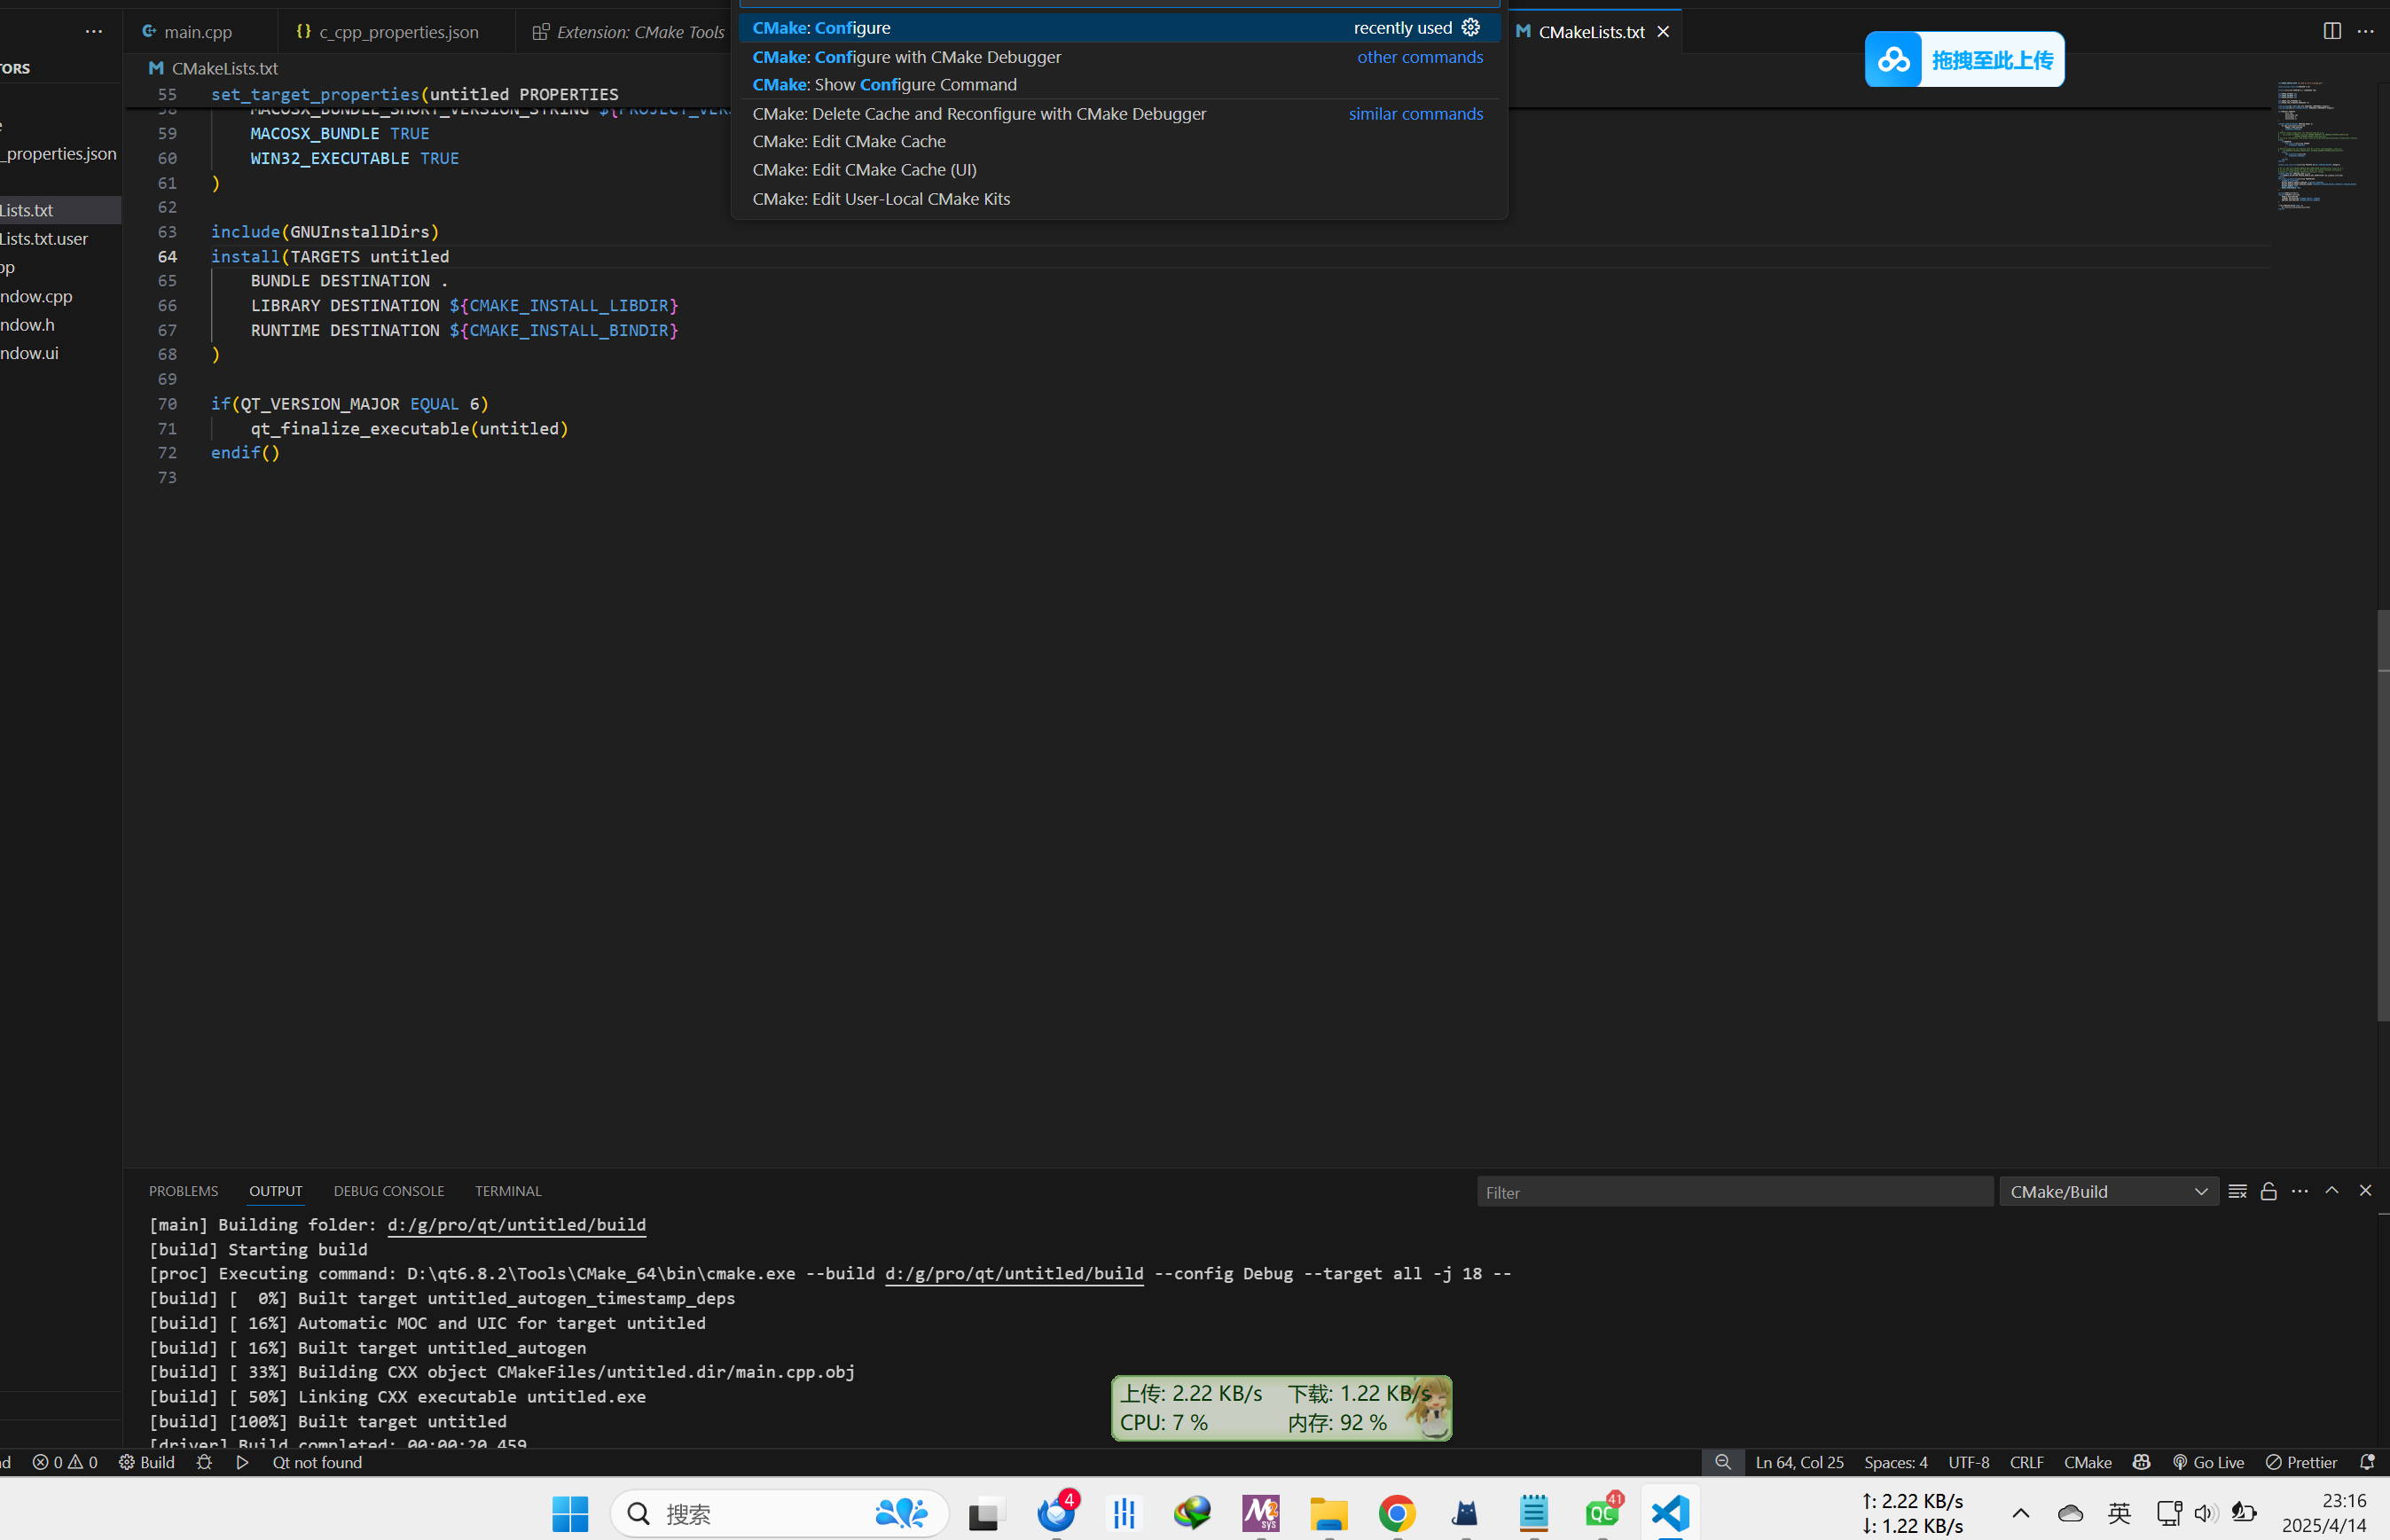 main.cpp
c_cpp_properties.json
Extension: CMake Tools
CMakeLists.txt
CMake: Configure
recently used
CMake: Configure with CMake Debugger
other commands
CMake: Show Configure Command
CMake: Delete Cache and Reconfigure with CMake Debugger
similar commands
CMake: Edit CMake Cache
CMake: Edit CMake Cache (UI)
CMake: Edit User-Local CMake Kits
拖拽至此上传
TORS
_properties.json
Lists.txt
Lists.txt.user
pp
ndow.cpp
ndow.h
ndow.ui
CMakeLists.txt
55 set_target_properties(untitled PROPERTIES
58 MACOSX_BUNDLE_SHORT_VERSION_STRING ${PROJECT_VERS
59 MACOSX_BUNDLE TRUE
60 WIN32_EXECUTABLE TRUE
61 )
62
63 include(GNUInstallDirs)
64 install(TARGETS untitled
65 BUNDLE DESTINATION .
66 LIBRARY DESTINATION ${CMAKE_INSTALL_LIBDIR}
67 RUNTIME DESTINATION ${CMAKE_INSTALL_BINDIR}
68 )
69
70 if(QT_VERSION_MAJOR EQUAL 6)
71 qt_finalize_executable(untitled)
72 endif()
73
PROBLEMS OUTPUT DEBUG CONSOLE TERMINAL
Filter
CMake/Build
[main] Building folder: d:/g/pro/qt/untitled/build
[build] Starting build
[proc] Executing command: D:\qt6.8.2\Tools\CMake_64\bin\cmake.exe --build d:/g/pro/qt/untitled/build --config Debug --target all -j 18 --
[build] [  0%] Built target untitled_autogen_timestamp_deps
[build] [ 16%] Automatic MOC and UIC for target untitled
[build] [ 16%] Built target untitled_autogen
[build] [ 33%] Building CXX object CMakeFiles/untitled.dir/main.cpp.obj
[build] [ 50%] Linking CXX executable untitled.exe
[build] [100%] Built target untitled
[driver] Build completed: 00:00:20.459
上传: 2.22 KB/s 下载: 1.22 KB/s
CPU: 7 % 内存: 92 %
0 0 Build Qt not found
Ln 64, Col 25 Spaces: 4 UTF-8 CRLF CMake Go Live Prettier
搜索
4
M2 sys
QC 41
↑: 2.22 KB/s
↓: 1.22 KB/s
英
23:16
2025/4/14